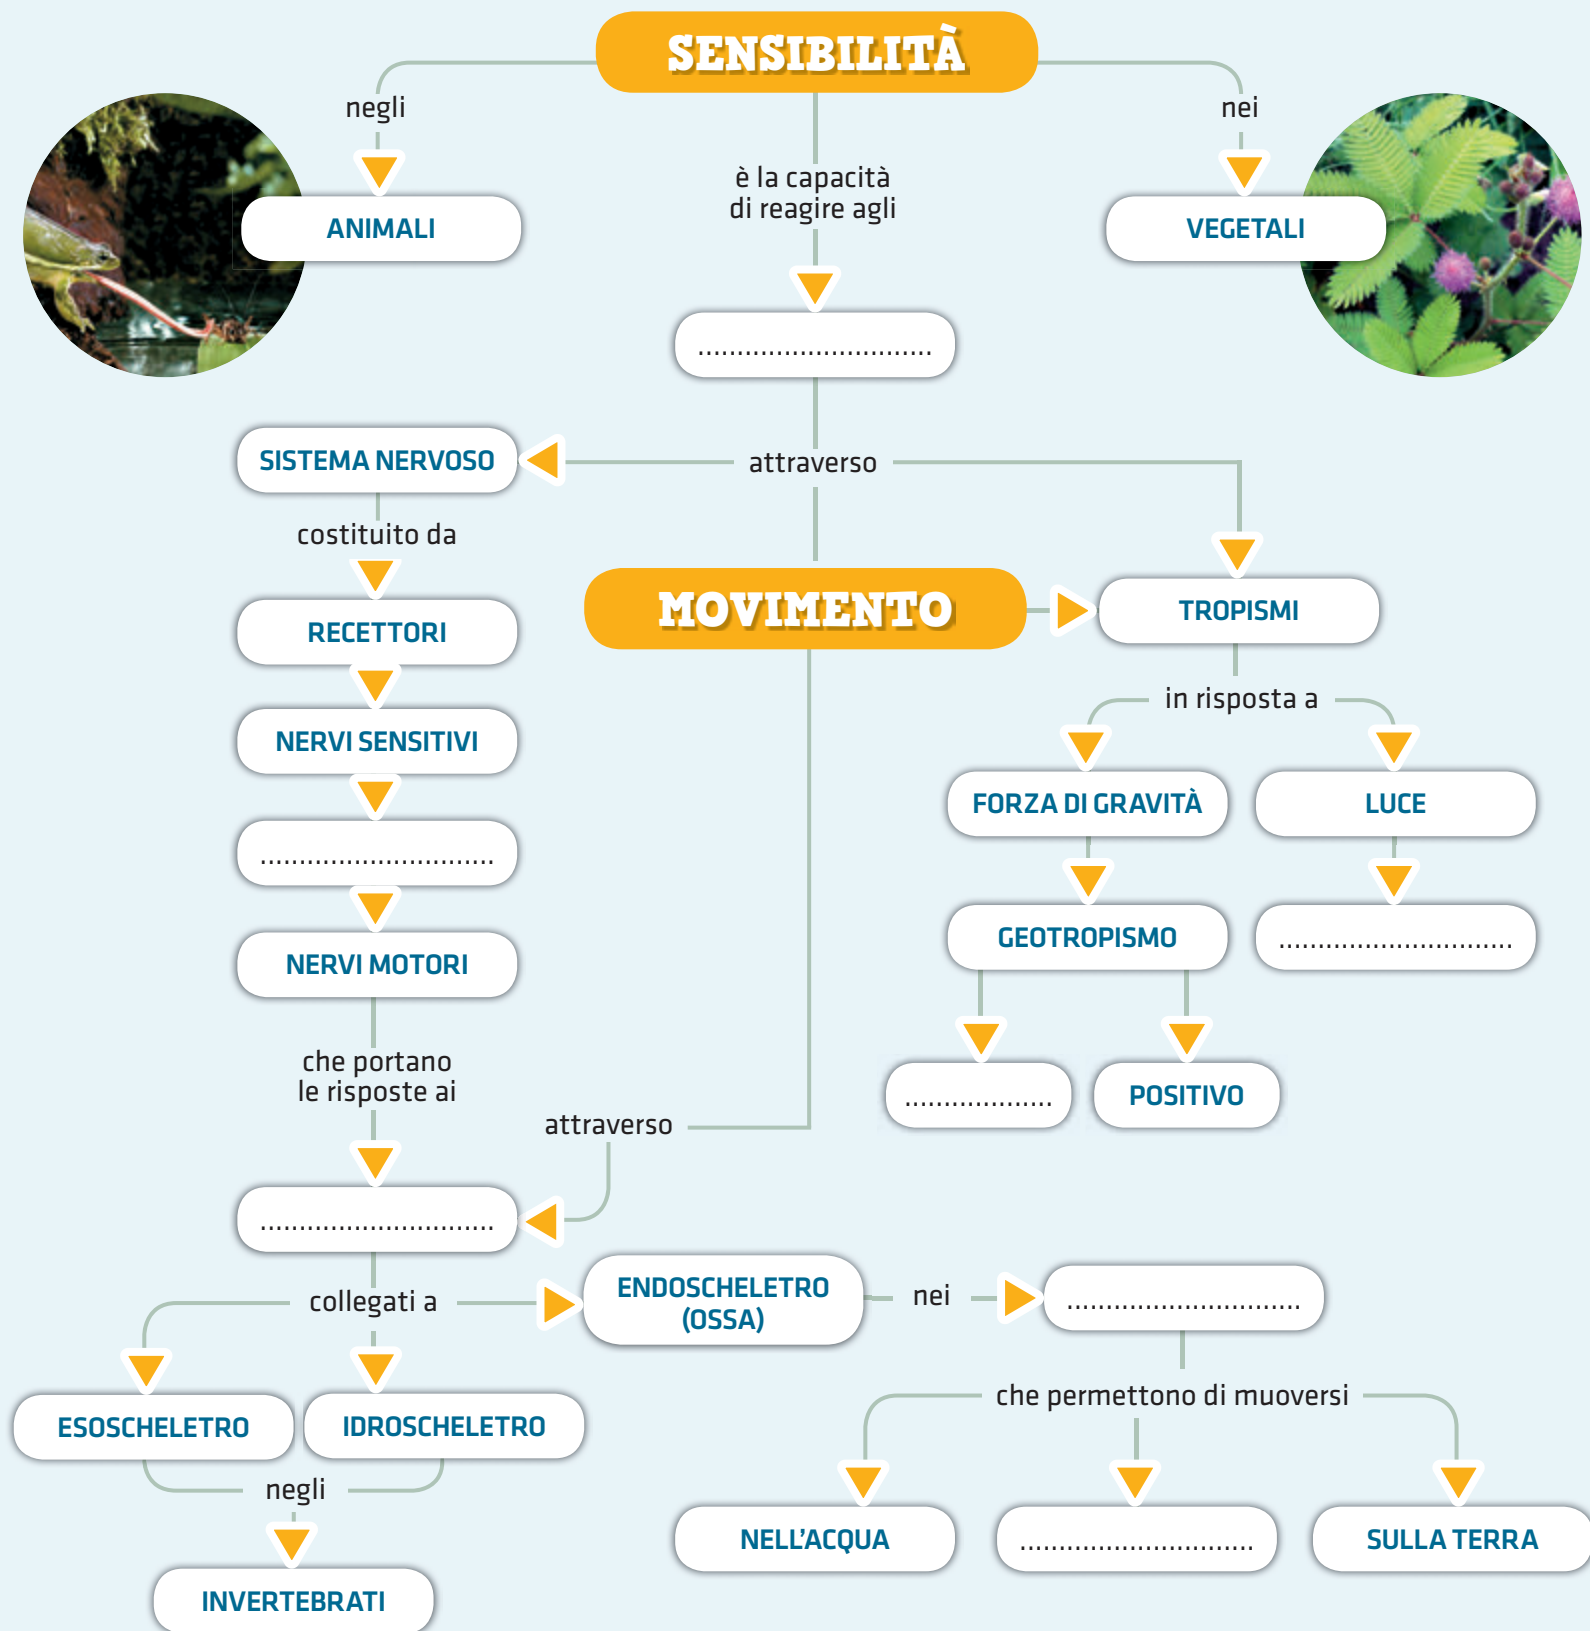 SENSIBILITÀ
negli
nei
è la capacità
di reagire agli
ANIMALI
VEGETALI
..............................
SISTEMA NERVOSO
attraverso
costituito da
MOVIMENTO
TROPISMI
RECETTORI
in risposta a
NERVI SENSITIVI
FORZA DI GRAVITÀ
LUCE
..............................
GEOTROPISMO
..............................
NERVI MOTORI
che portano
le risposte ai
...................
POSITIVO
attraverso
..............................
collegati a
ENDOSCHELETRO
(OSSA)
nei
..............................
che permettono di muoversi
ESOSCHELETRO
IDROSCHELETRO
negli
NELL'ACQUA
..............................
SULLA TERRA
INVERTEBRATI